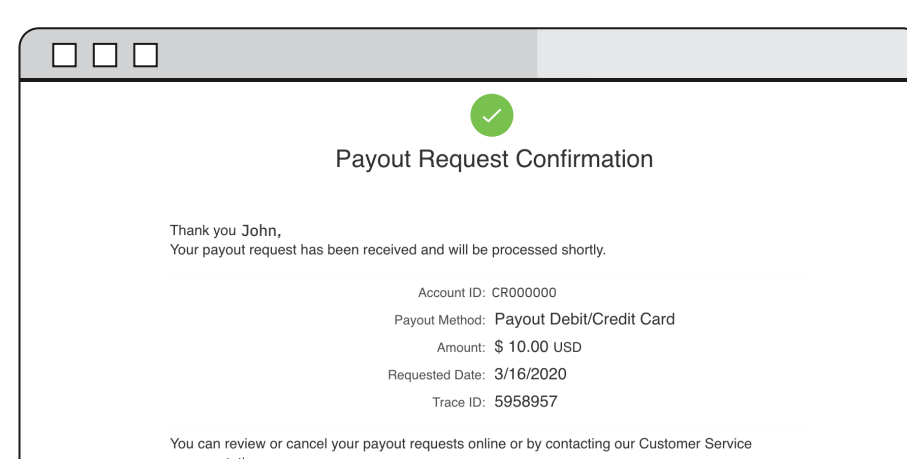 Payout Request Confirmation
Thank you John,
Your payout request has been received and will be processed shortly.
Account ID: CR000000
Payout Method: Payout Debit/Credit Card
Amount: $ 10.00 USD
Requested Date: 3/16/2020
Trace ID: 5958957
You can review or cancel your payout requests online or by contacting our Customer Service